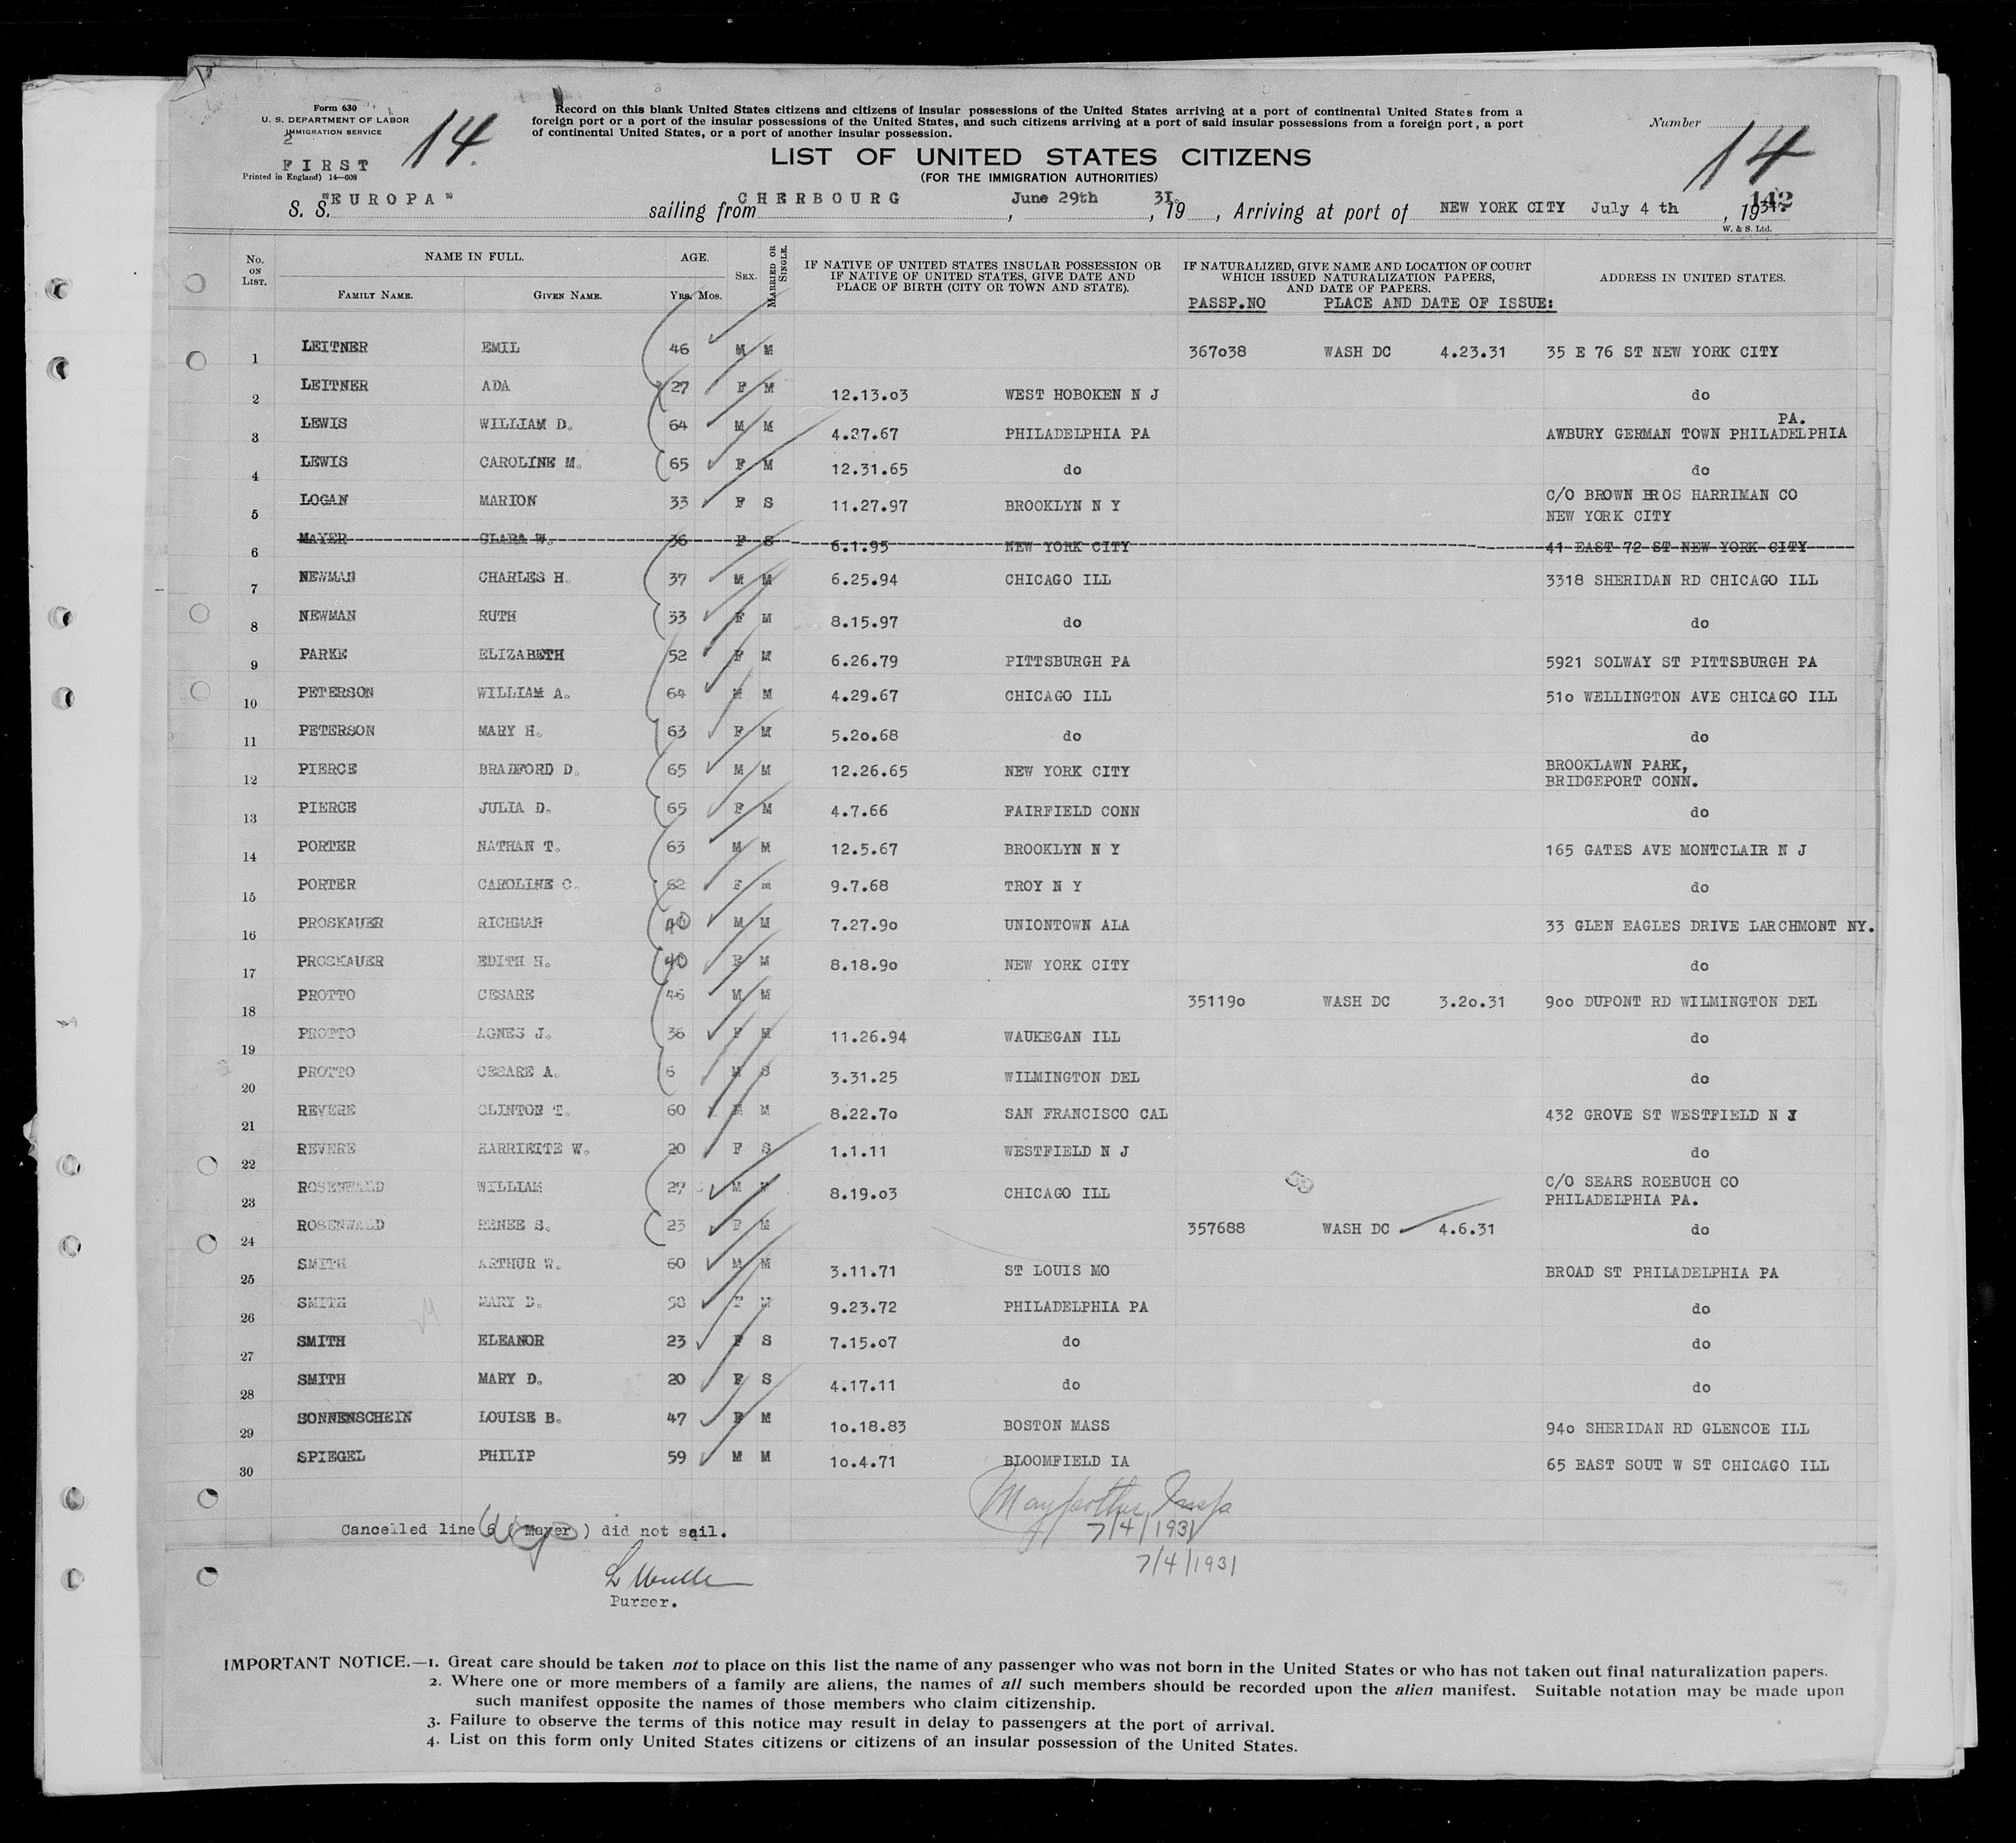 Form 630
U. S. DEPARTMENT OF LABOR
IMMIGRATION SERVICE
2
FIRST
Printed in England) 14—608
14.
Record on this blank United States citizens and citizens of insular possessions of the United States arriving at a port of continental United States from a
foreign port or a port of the insular possessions of the United States, and such citizens arriving at a port of said insular possessions from a foreign port, a port
of continental United States, or a port of another insular possession.
LIST OF UNITED STATES CITIZENS
(FOR THE IMMIGRATION AUTHORITIES)
Number
14
142
S. S. "EUROPA" sailing from CHERBOURG, June 29th, 1931., Arriving at port of NEW YORK CITY July 4 th, 1931.
W. & S. Ltd.
No. ON LIST. NAME IN FULL. FAMILY NAME. GIVEN NAME. AGE. YRS. MOS. SEX. MARRIED OR SINGLE. IF NATIVE OF UNITED STATES INSULAR POSSESSION OR IF NATIVE OF UNITED STATES, GIVE DATE AND PLACE OF BIRTH (CITY OR TOWN AND STATE). IF NATURALIZED, GIVE NAME AND LOCATION OF COURT WHICH ISSUED NATURALIZATION PAPERS, AND DATE OF PAPERS. ADDRESS IN UNITED STATES.
PASSP.NO PLACE AND DATE OF ISSUE:
1 LEITNER EMIL 46 M M 367038 WASH DC 4.23.31 35 E 76 ST NEW YORK CITY
2 LEITNER ADA 27 F M 12.13.03 WEST HOBOKEN N J do
3 LEWIS WILLIAM D. 64 M M 4.27.67 PHILADELPHIA PA AWBURY GERMAN TOWN PHILADELPHIA PA.
4 LEWIS CAROLINE M. 65 F M 12.31.65 do do
5 LOGAN MARION 33 F S 11.27.97 BROOKLYN N Y C/O BROWN BROS HARRIMAN CO
NEW YORK CITY
6 MAYER CLARA W. 36 F S 6.1.95 NEW YORK CITY 41 EAST 72 ST NEW YORK CITY
7 NEWMAN CHARLES H. 37 M M 6.25.94 CHICAGO ILL 3318 SHERIDAN RD CHICAGO ILL
8 NEWMAN RUTH 33 F M 8.15.97 do do
9 PARKE ELIZABETH 52 F M 6.26.79 PITTSBURGH PA 5921 SOLWAY ST PITTSBURGH PA
10 PETERSON WILLIAM A. 64 M M 4.29.67 CHICAGO ILL 510 WELLINGTON AVE CHICAGO ILL
11 PETERSON MARY H. 63 F M 5.20.68 do do
12 PIERCE BRADFORD D. 65 M M 12.26.65 NEW YORK CITY BROOKLAWN PARK,
BRIDGEPORT CONN.
13 PIERCE JULIA D. 65 F M 4.7.66 FAIRFIELD CONN do
14 PORTER NATHAN T. 63 M M 12.5.67 BROOKLYN N Y 165 GATES AVE MONTCLAIR N J
15 PORTER CAROLINE C. 62 F M 9.7.68 TROY N Y do
16 PROSKAUER RICHMAN 40 M M 7.27.90 UNIONTOWN ALA 33 GLEN EAGLES DRIVE LARCHMONT NY.
17 PROSKAUER EDITH H. 40 F M 8.18.90 NEW YORK CITY do
18 PROTTO CESARE 46 M M 351190 WASH DC 3.20.31 900 DUPONT RD WILMINGTON DEL
19 PROTTO AGNES J. 36 F M 11.26.94 WAUKEGAN ILL do
20 PROTTO CESARE A. 6 M S 3.31.25 WILMINGTON DEL do
21 REVERE CLINTON T. 60 M M 8.22.70 SAN FRANCISCO CAL 432 GROVE ST WESTFIELD N J
22 REVERE HARRIETTE W. 20 F S 1.1.11 WESTFIELD N J do
23 ROSENWALD WILLIAM 27 M M 8.19.03 CHICAGO ILL C/O SEARS ROEBUCH CO
PHILADELPHIA PA.
24 ROSENWALD RENEE S. 23 F M 357688 WASH DC 4.6.31 do
25 SMITH ARTHUR W. 60 M M 3.11.71 ST LOUIS MO BROAD ST PHILADELPHIA PA
26 SMITH MARY D. 58 F M 9.23.72 PHILADELPHIA PA do
27 SMITH ELEANOR 23 F S 7.15.07 do do
28 SMITH MARY D. 20 F S 4.17.11 do do
29 SONNENSCHEIN LOUISE B. 47 F M 10.18.83 BOSTON MASS 940 SHERIDAN RD GLENCOE ILL
30 SPIEGEL PHILIP 59 M M 10.4.71 BLOOMFIELD IA 65 EAST SOUT W ST CHICAGO ILL
Cancelled line 6 ( Mayer ) did not sail.
7/4/1931
7/4/1931
Purser.
IMPORTANT NOTICE.—1. Great care should be taken not to place on this list the name of any passenger who was not born in the United States or who has not taken out final naturalization papers.
2. Where one or more members of a family are aliens, the names of all such members should be recorded upon the alien manifest. Suitable notation may be made upon
such manifest opposite the names of those members who claim citizenship.
3. Failure to observe the terms of this notice may result in delay to passengers at the port of arrival.
4. List on this form only United States citizens or citizens of an insular possession of the United States.